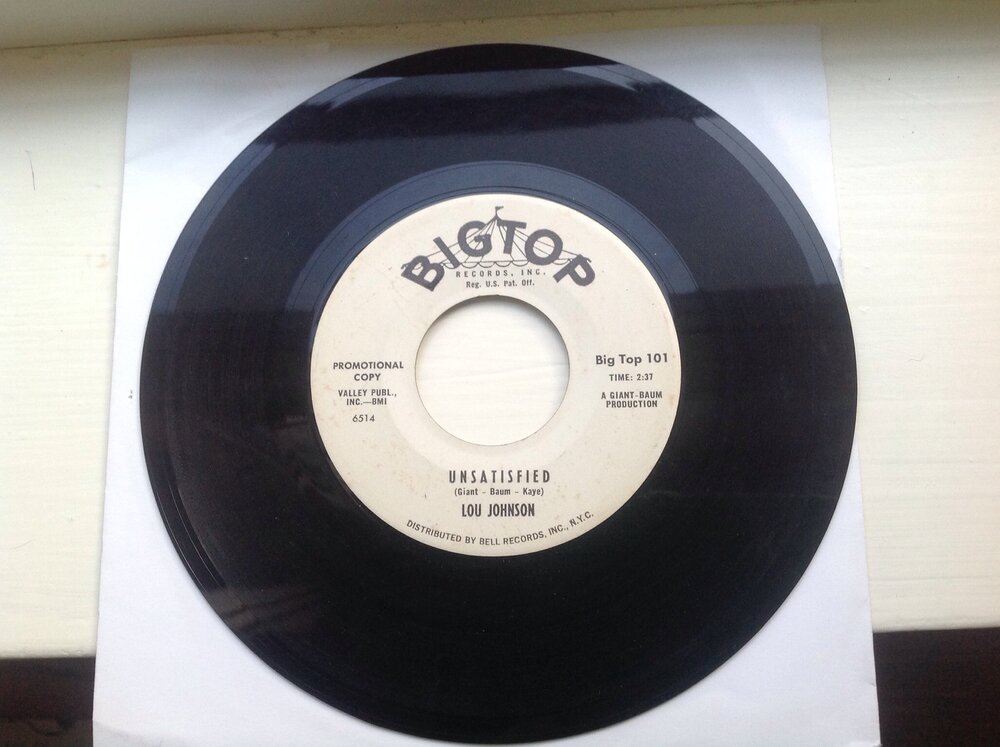 BIGTOP
RECORDS, INC.
Reg. U.S. Pat. Off.
PROMOTIONAL
COPY
VALLEY PUBL.,
INC.—BMI
6514
Big Top 101
TIME: 2:37
A GIANT-BAUM
PRODUCTION
UNSATISFIED
(Giant - Baum - Kaye)
LOU JOHNSON
DISTRIBUTED BY BELL RECORDS, INC., N.Y.C.